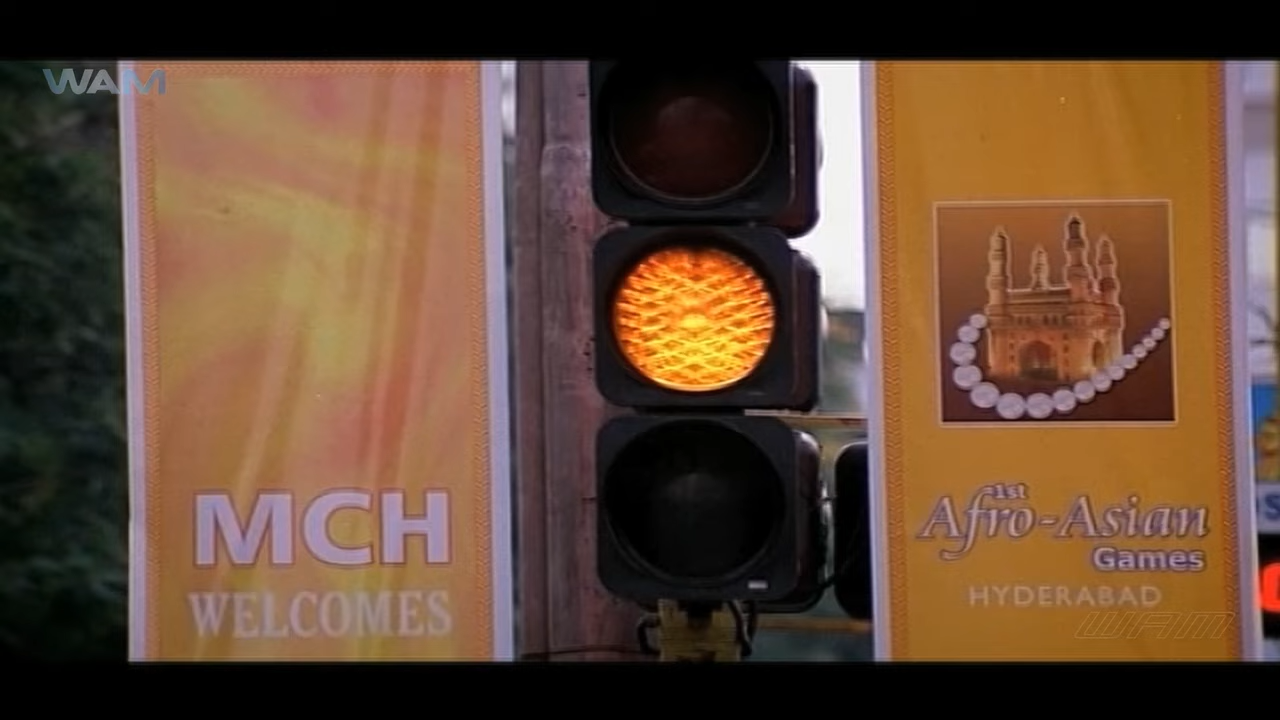 WAM
MCH
WELCOMES
1st
Afro-Asian
Games
HYDERABAD
WAM